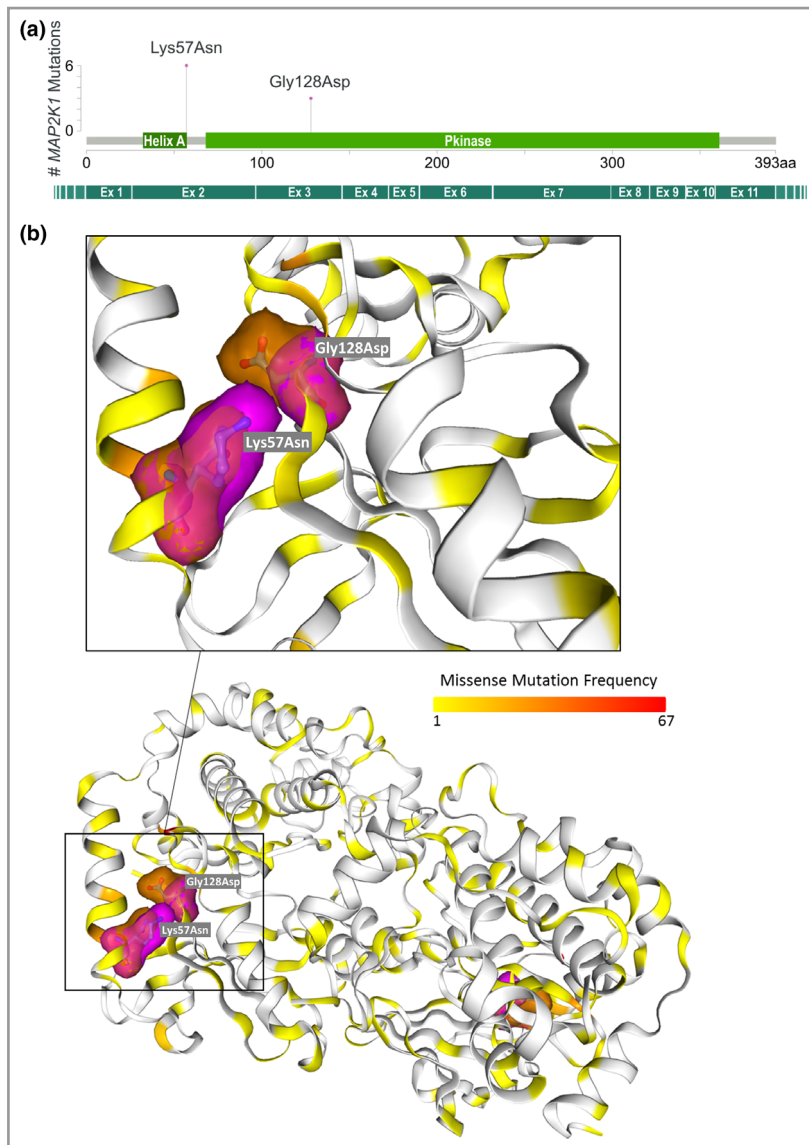 (a)
Lys57Asn
Gly128Asp
# MAP2K1 Mutations
6
0
Helix A
Pkinase
0
100
200
300
393aa
Ex 1
Ex 2
Ex 3
Ex 4
Ex 5
Ex 6
Ex 7
Ex 8
Ex 9
Ex 10
Ex 11
(b)
Gly128Asp
Lys57Asn
Missense Mutation Frequency
1
67
Gly128Asp
Lys57Asn